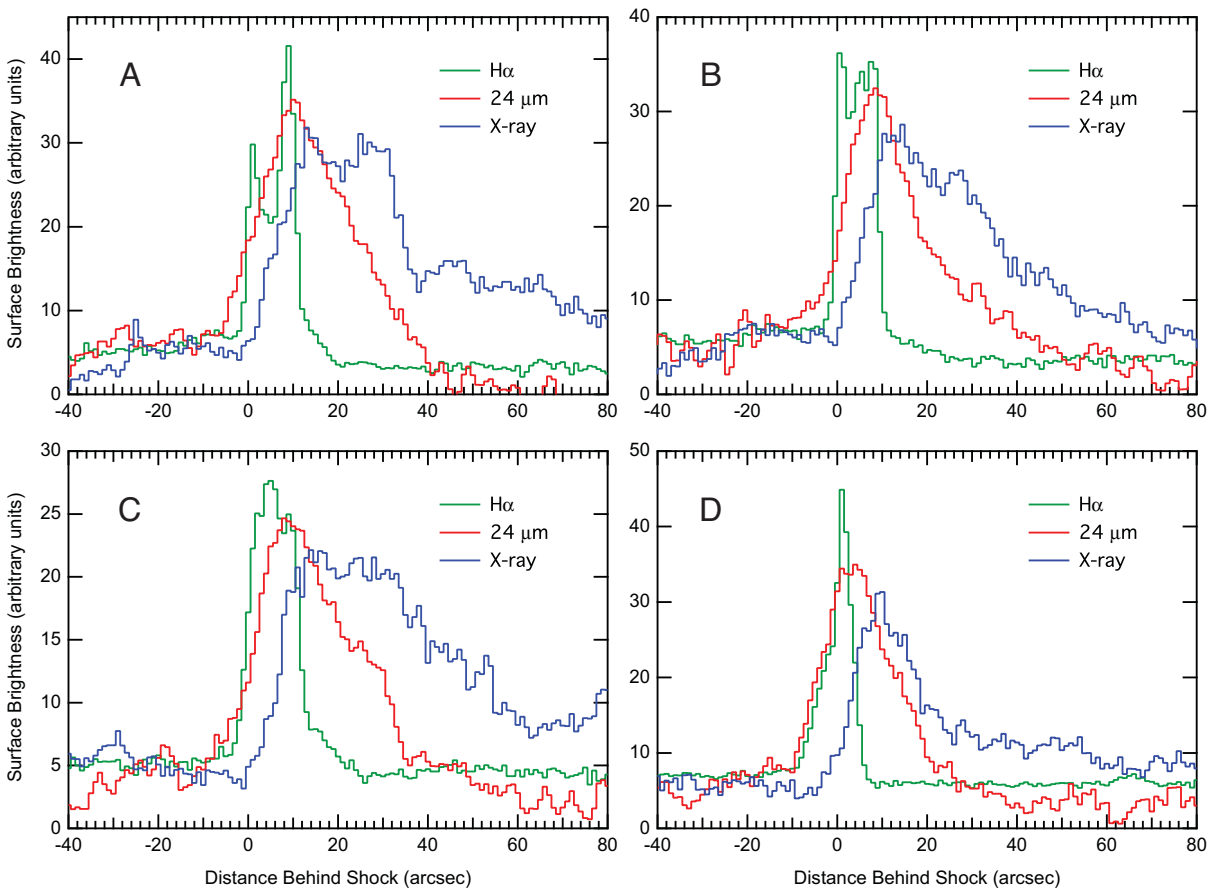 A
Hα
24 μm
X-ray
Surface Brightness (arbitrary units)
40
30
20
10
0
-40
-20
0
20
40
60
80
B
Hα
24 μm
X-ray
40
30
20
10
0
-40
-20
0
20
40
60
80
C
Hα
24 μm
X-ray
Surface Brightness (arbitrary units)
30
25
20
15
10
5
0
-40
-20
0
20
40
60
80
Distance Behind Shock (arcsec)
D
Hα
24 μm
X-ray
50
40
30
20
10
0
-40
-20
0
20
40
60
80
Distance Behind Shock (arcsec)